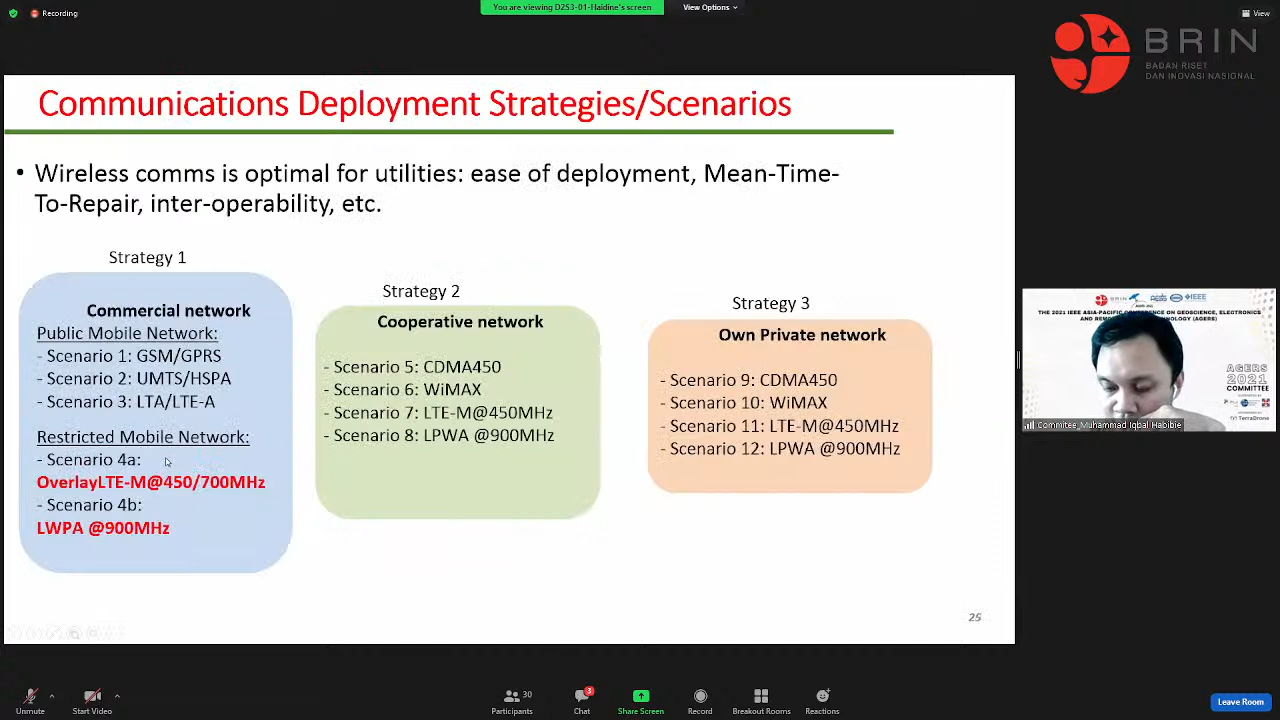 Recording
You are viewing D2S3-01-Haidine's screen
View Options
View
BRIN
BADAN RISET
DAN INOVASI NASIONAL
Communications Deployment Strategies/Scenarios
• Wireless comms is optimal for utilities: ease of deployment, Mean-Time-
To-Repair, inter-operability, etc.
Strategy 1
Commercial network
Public Mobile Network:
- Scenario 1: GSM/GPRS
- Scenario 2: UMTS/HSPA
- Scenario 3: LTA/LTE-A
Restricted Mobile Network:
- Scenario 4a:
OverlayLTE-M@450/700MHz
- Scenario 4b:
LWPA @900MHz
Strategy 2
Cooperative network
- Scenario 5: CDMA450
- Scenario 6: WiMAX
- Scenario 7: LTE-M@450MHz
- Scenario 8: LPWA @900MHz
Strategy 3
Own Private network
- Scenario 9: CDMA450
- Scenario 10: WiMAX
- Scenario 11: LTE-M@450MHz
- Scenario 12: LPWA @900MHz
25
BRIN
IEEE
THE 2021 IEEE ASIA-PACIFIC CONFERENCE ON GEOSCIENCE, ELECTRONICS
AND REMOTE SENSING TECHNOLOGY (AGERS)
AGERS
2021
COMMITTEE
TerraDrone
Commitee_Muhammad Iqbal Habibie
Unmute
Start Video
30
Participants
3
Chat
Share Screen
Record
Breakout Rooms
Reactions
Leave Room